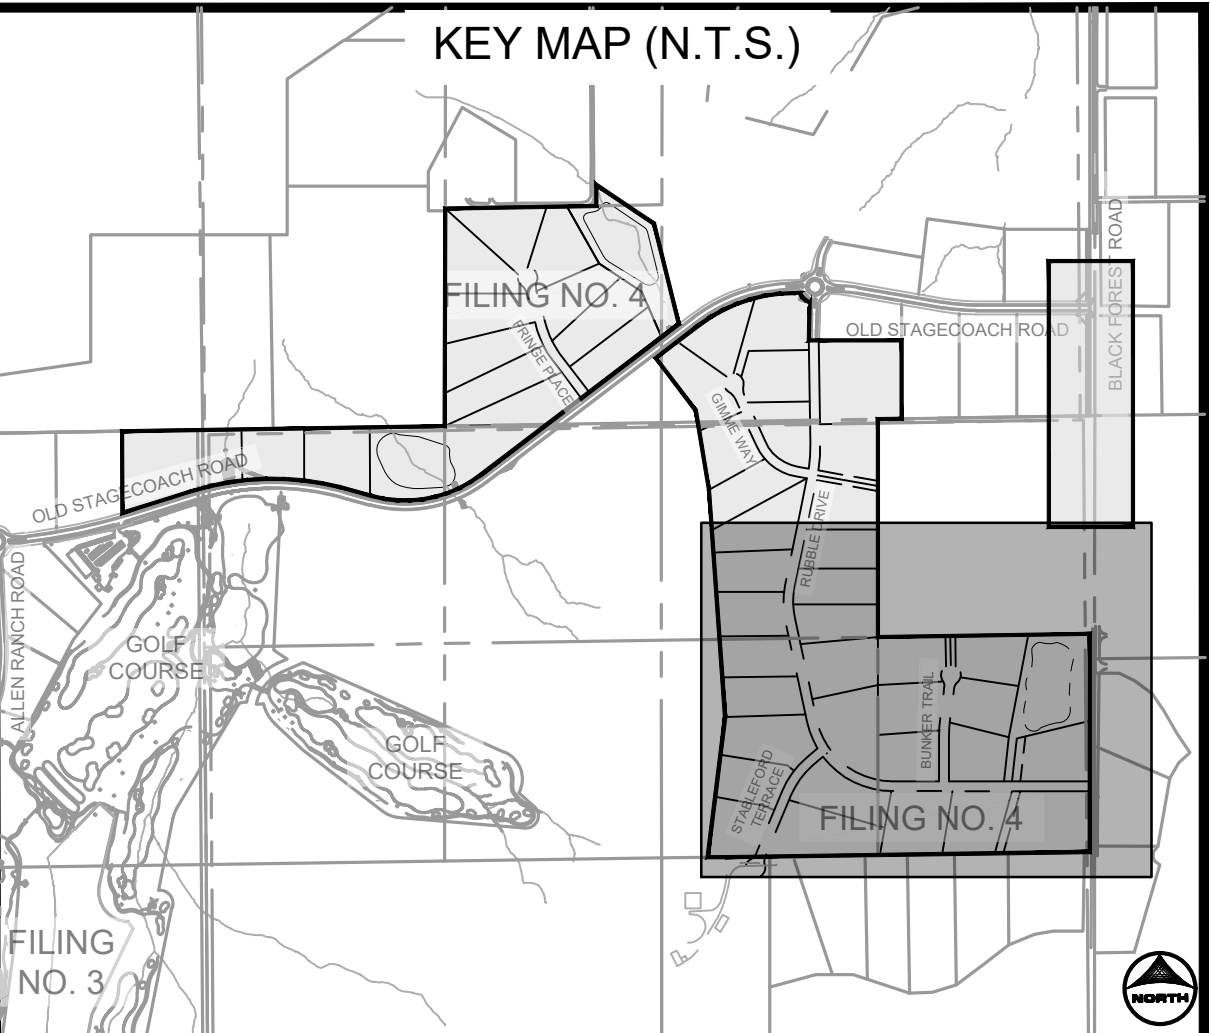 KEY MAP (N.T.S.)
BLACK FOREST ROAD
FILING NO. 4
OLD STAGECOACH ROAD
FRINGE PLACE
GIMME WAY
OLD STAGECOACH ROAD
RUBBLE DRIVE
ALLEN RANCH ROAD
GOLF
COURSE
BUNKER TRAIL
GOLF
COURSE
STABLEFORD
TERRACE
FILING NO. 4
FILING
NO. 3
NORTH